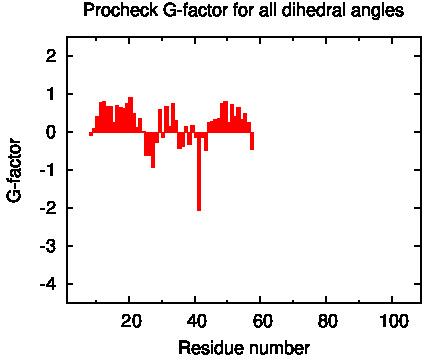 Procheck G-factor for all dihedral angles
2
1
0
-1
-2
-3
-4
G-factor
20 40 60 80 100
Residue number